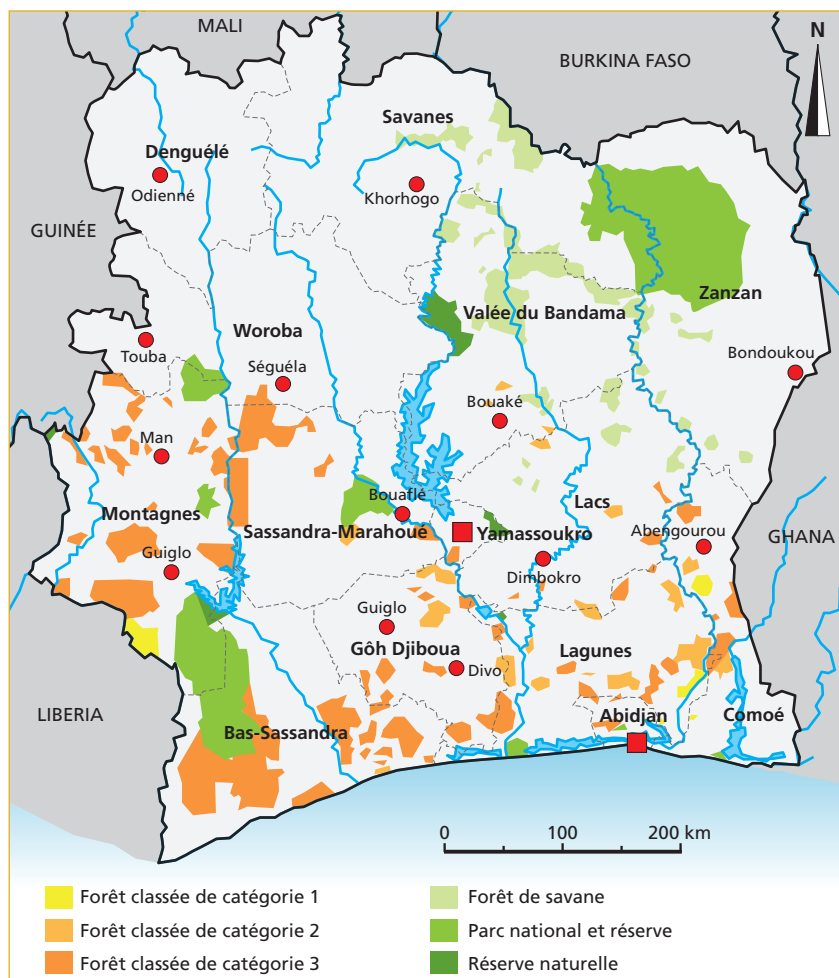 MALI
BURKINA FASO
N
Savanes
Denguélé
Odienné
Khorhogo
GUINÉE
Zanzan
Valée du Bandama
Woroba
Touba
Séguéla
Bondoukou
Bouaké
Man
Bouaflé
Lacs
Montagnes
Sassandra-Marahoué
Yamassoukro
Abengourou
GHANA
Guiglo
Dimbokro
Guiglo
Gôh Djiboua
Lagunes
Divo
LIBERIA
Bas-Sassandra
Abidjan
Comoé
0 100 200 km
Forêt classée de catégorie 1
Forêt classée de catégorie 2
Forêt classée de catégorie 3
Forêt de savane
Parc national et réserve
Réserve naturelle